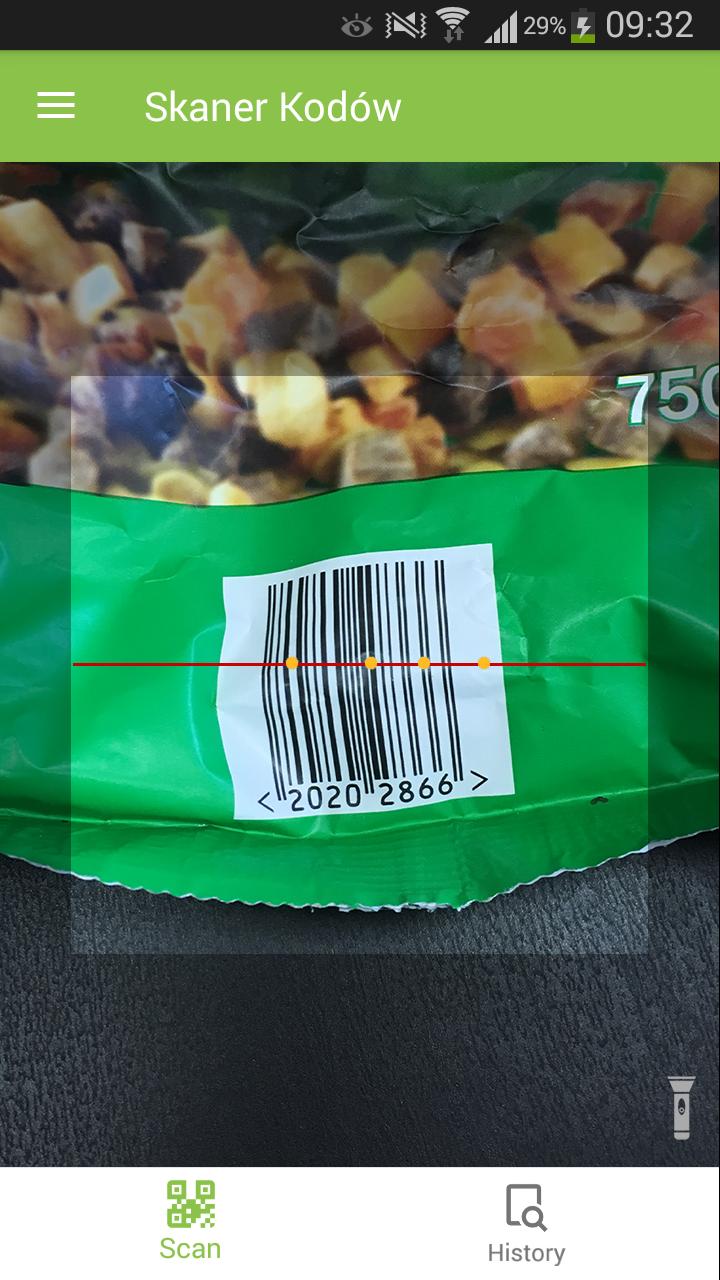 29% 09:32
Skaner Kodów
750
< 2020 2866 >
Scan
History